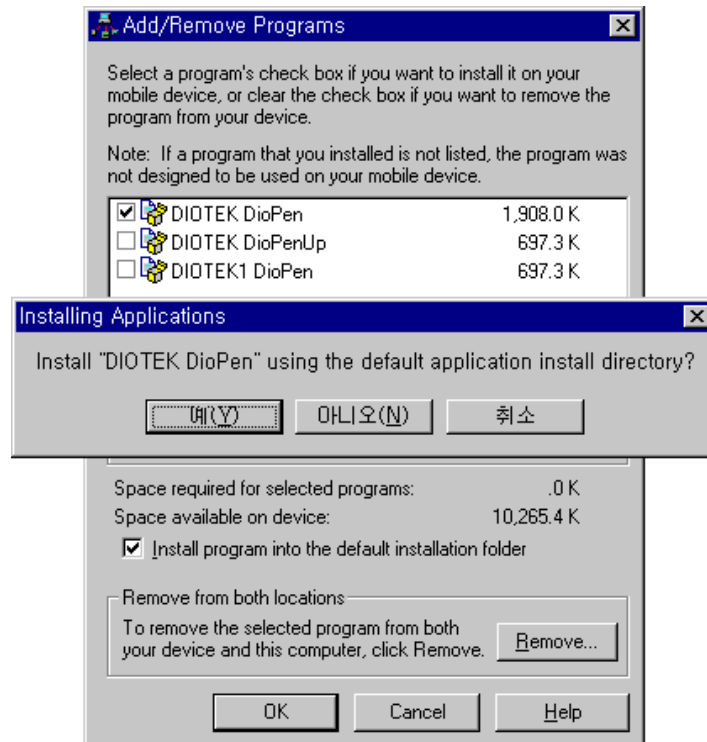 Add/Remove Programs
Select a program's check box if you want to install it on your
mobile device, or clear the check box if you want to remove the
program from your device.
Note: If a program that you installed is not listed, the program was
not designed to be used on your mobile device.
DIOTEK DioPen 1,908.0 K
DIOTEK DioPenUp 697.3 K
DIOTEK1 DioPen 697.3 K
Installing Applications
Install "DIOTEK DioPen" using the default application install directory?
예(Y) 아니오(N) 취소
Space required for selected programs: .0 K
Space available on device: 10,265.4 K
Install program into the default installation folder
Remove from both locations
To remove the selected program from both
your device and this computer, click Remove.
Remove...
OK Cancel Help